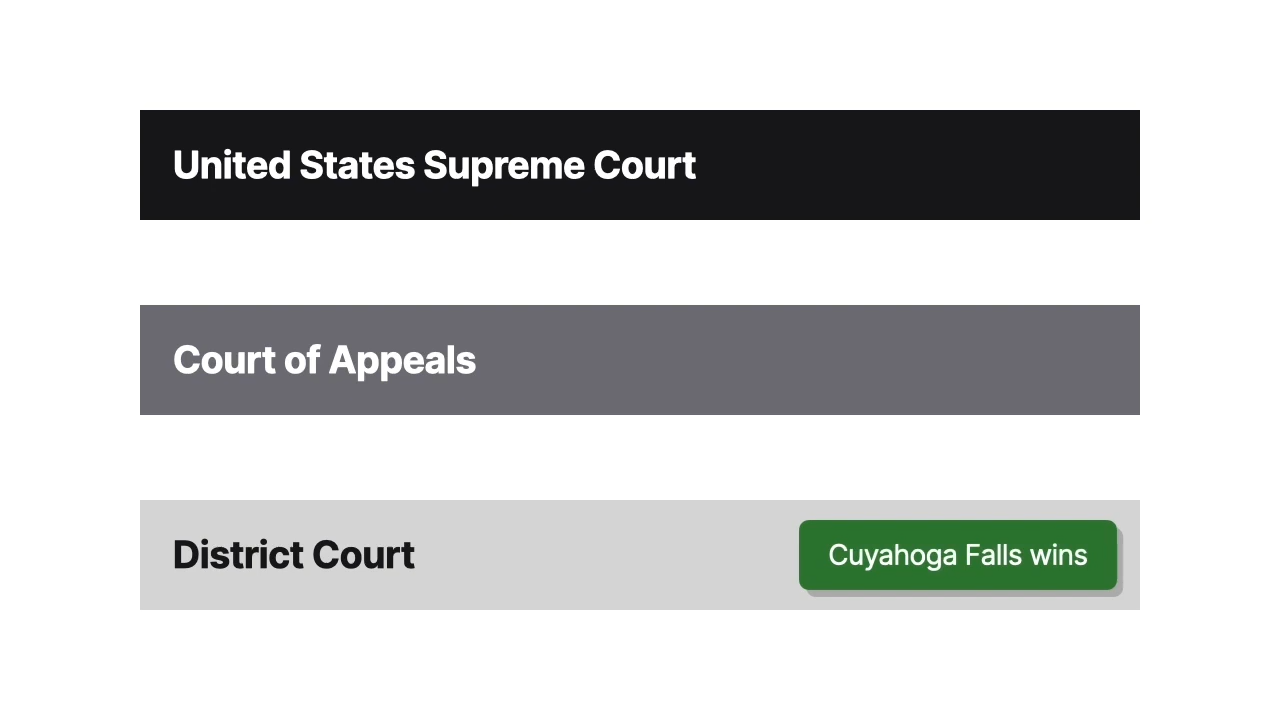 United States Supreme Court
Court of Appeals
District Court
Cuyahoga Falls wins